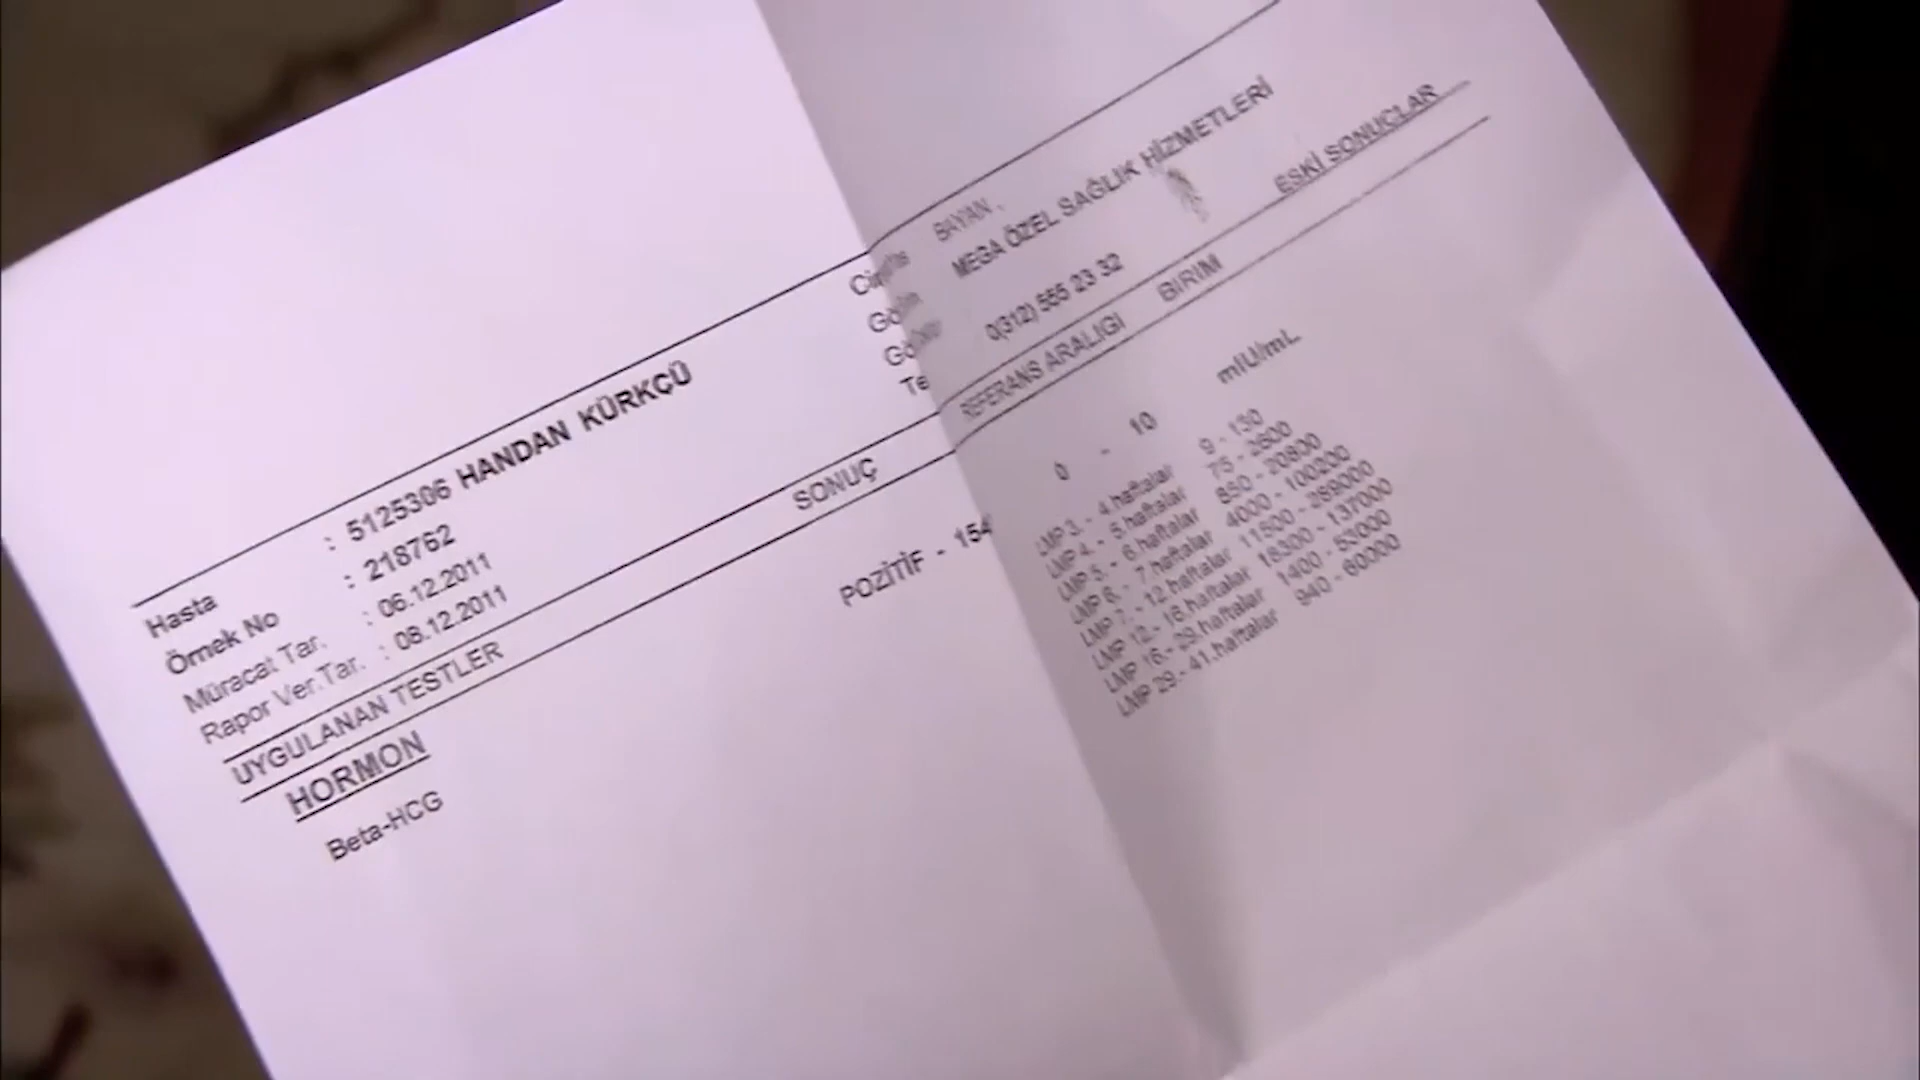 Hasta : 5125306 HANDAN KÜRKÇÜ
BAYAN .
Örnek No : 218762
MEGA ÖZEL SAĞLIK HİZMETLERİ
Müracat Tar. : 06.12.2011
Rapor Ver.Tar. : 08.12.2011
Te 0(312) 555 23 32
UYGULANAN TESTLER SONUÇ REFERANS ARALIGI BIRIM ESKİ SONUÇLAR
HORMON
Beta-HCG POZİTİF - 154 0 - 10 mIU/mL
LMP 3. - 4.haftalar 9 - 130
LMP 4. - 5.haftalar 75 - 2600
LMP 5. - 6.haftalar 850 - 20800
LMP 6. - 7.haftalar 4000 - 100200
LMP 7. - 12.haftalar 11500 - 289000
LMP 12.- 16.haftalar 18300 - 137000
LMP 16.- 29.haftalar 1400 - 53000
LMP 29.- 41.haftalar 940 - 60000